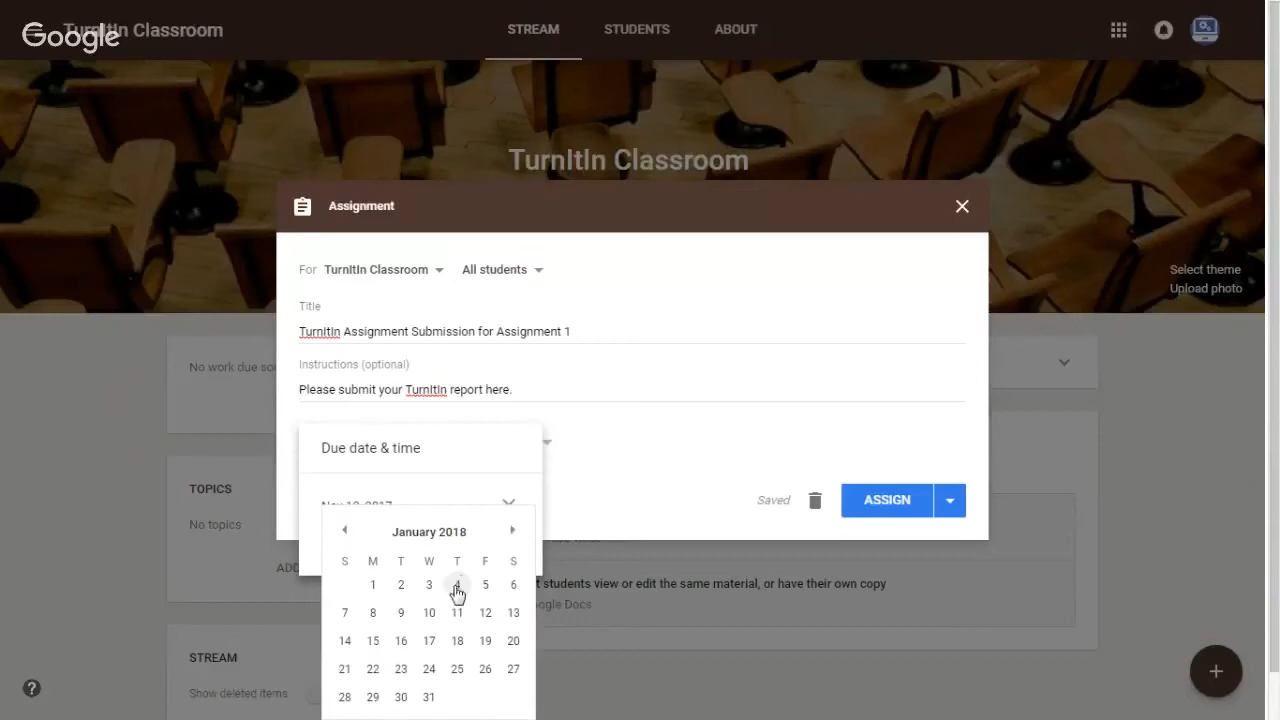 Google
TurnItIn Classroom
STREAM
STUDENTS
ABOUT
TurnItIn Classroom
Assignment
Select theme
Upload photo
For TurnItIn Classroom All students
Title
TurnItIn Assignment Submission for Assignment 1
Instructions (optional)
Please submit your TurnItIn report here.
No work due
Due date & time
TOPICS
No topics
ADD
Saved
ASSIGN
January 2018
S M T W T F S
1 2 3 4 5 6
7 8 9 10 11 12 13
14 15 16 17 18 19 20
21 22 23 24 25 26 27
28 29 30 31
students view or edit the same material, or have their own copy
Docs
STREAM
Show deleted items